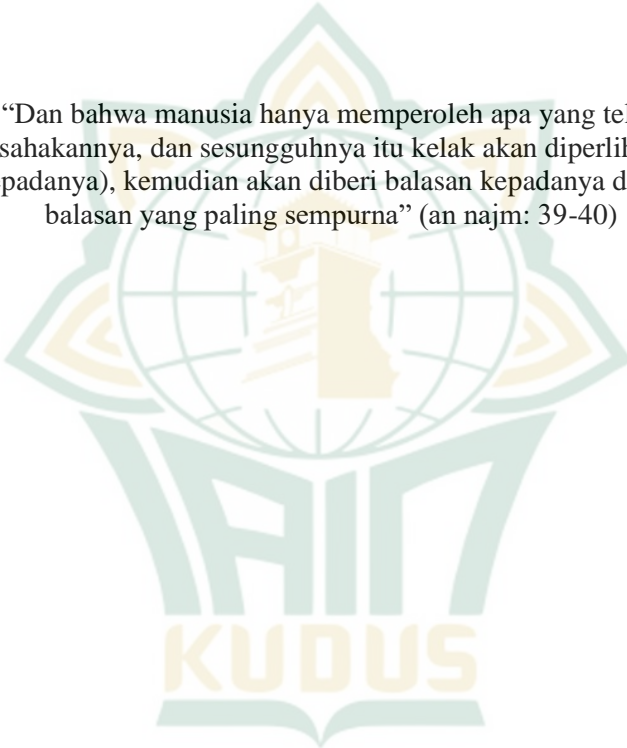 “Dan bahwa manusia hanya memperoleh apa yang
dan sesungguhnya itu kelak akan
kemudian akan diberi balasan kepadanya
balasan yang paling sempurna” (an najm: 39-40)
IAIN
KUDUS